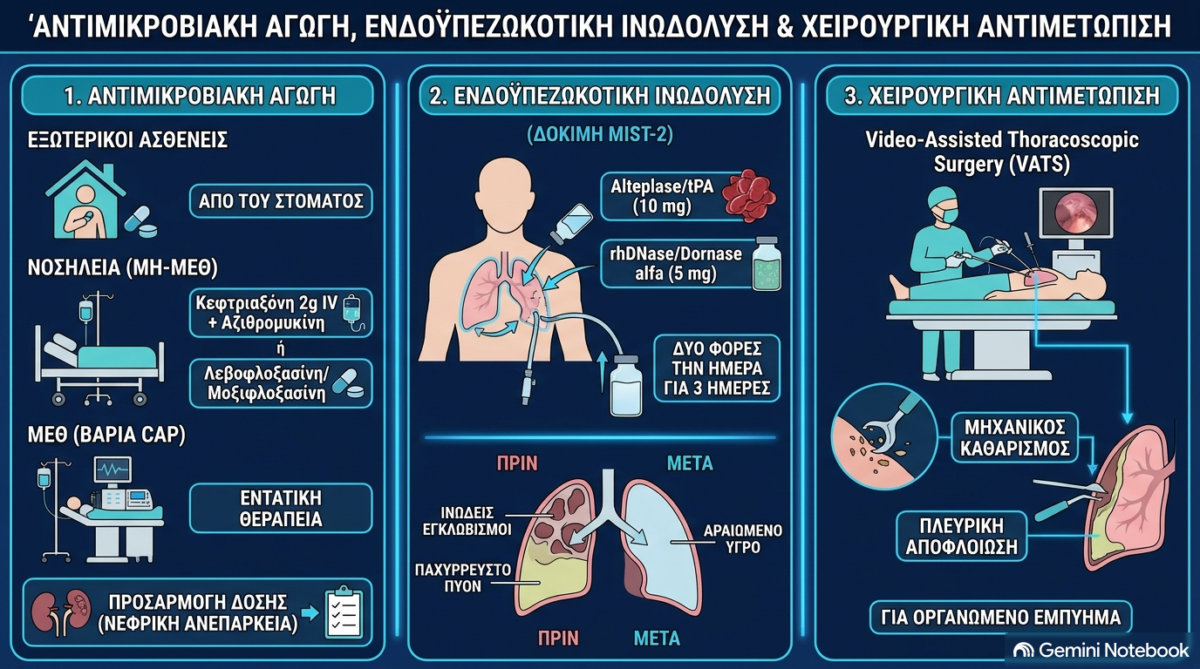 ‘ΑΝΤΙΜΙΚΡΟΒΙΑΚΗ ΑΓΩΓΗ, ΕΝΔΟΫΠΕΖΩΚΟΤΙΚΗ ΙΝΩΔΟΛΥΣΗ & ΧΕΙΡΟΥΡΓΙΚΗ ΑΝΤΙΜΕΤΩΠΙΣΗ
1. ΑΝΤΙΜΙΚΡΟΒΙΑΚΗ ΑΓΩΓΗ
ΕΞΩΤΕΡΙΚΟΙ ΑΣΘΕΝΕΙΣ
ΑΠΟ ΤΟΥ ΣΤΟΜΑΤΟΣ
ΝΟΣΗΛΕΙΑ (ΜΗ-ΜΕΘ)
Κεφτριαξόνη 2g IV
+ Αζιθρομυκίνη
ή
Λεβοφλοξασίνη/
Μοξιφλοξασίνη
ΜΕΘ (ΒΑΡΙΑ CAP)
ΕΝΤΑΤΙΚΗ
ΘΕΡΑΠΕΙΑ
ΠΡΟΣΑΡΜΟΓΗ ΔΟΣΗΣ
(ΝΕΦΡΙΚΗ ΑΝΕΠΑΡΚΕΙΑ)
2. ΕΝΔΟΫΠΕΖΩΚΟΤΙΚΗ ΙΝΩΔΟΛΥΣΗ
(ΔΟΚΙΜΗ MIST-2)
Alteplase/tPA
(10 mg)
rhDNase/Dornase
alfa (5 mg)
ΔΥΟ ΦΟΡΕΣ
ΤΗΝ ΗΜΕΡΑ
ΓΙΑ 3 ΗΜΕΡΕΣ
ΠΡΙΝ
ΜΕΤΑ
ΙΝΩΔΕΙΣ
ΕΓΚΛΩΒΙΣΜΟΙ
ΠΑΧΥΡΡΕΥΣΤΟ
ΠΥΟΝ
ΑΡΑΙΩΜΕΝΟ
ΥΓΡΟ
ΠΡΙΝ
ΜΕΤΑ
3. ΧΕΙΡΟΥΡΓΙΚΗ ΑΝΤΙΜΕΤΩΠΙΣΗ
Video-Assisted Thoracoscopic
Surgery (VATS)
ΜΗΧΑΝΙΚΟΣ
ΚΑΘΑΡΙΣΜΟΣ
ΠΛΕΥΡΙΚΗ
ΑΠΟΦΛΟΙΩΣΗ
ΓΙΑ ΟΡΓΑΝΩΜΕΝΟ ΕΜΠΥΗΜΑ
Gemini Notebook